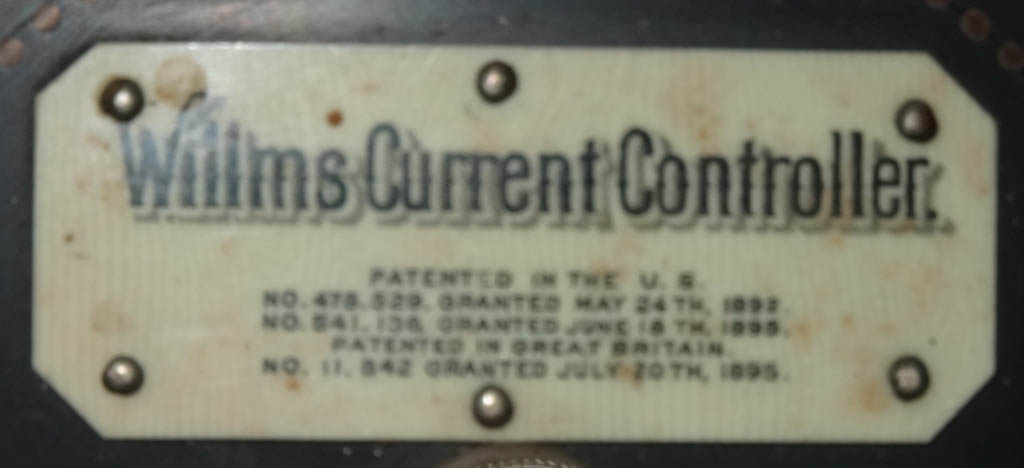 Willms Current Controller.
PATENTED IN THE U. S.
NO. 475.529. GRANTED MAY 24TH, 1892.
NO. 541.136. GRANTED JUNE 18TH, 1895.
PATENTED IN GREAT BRITAIN.
NO. 11.842 GRANTED JULY 20TH, 1895.